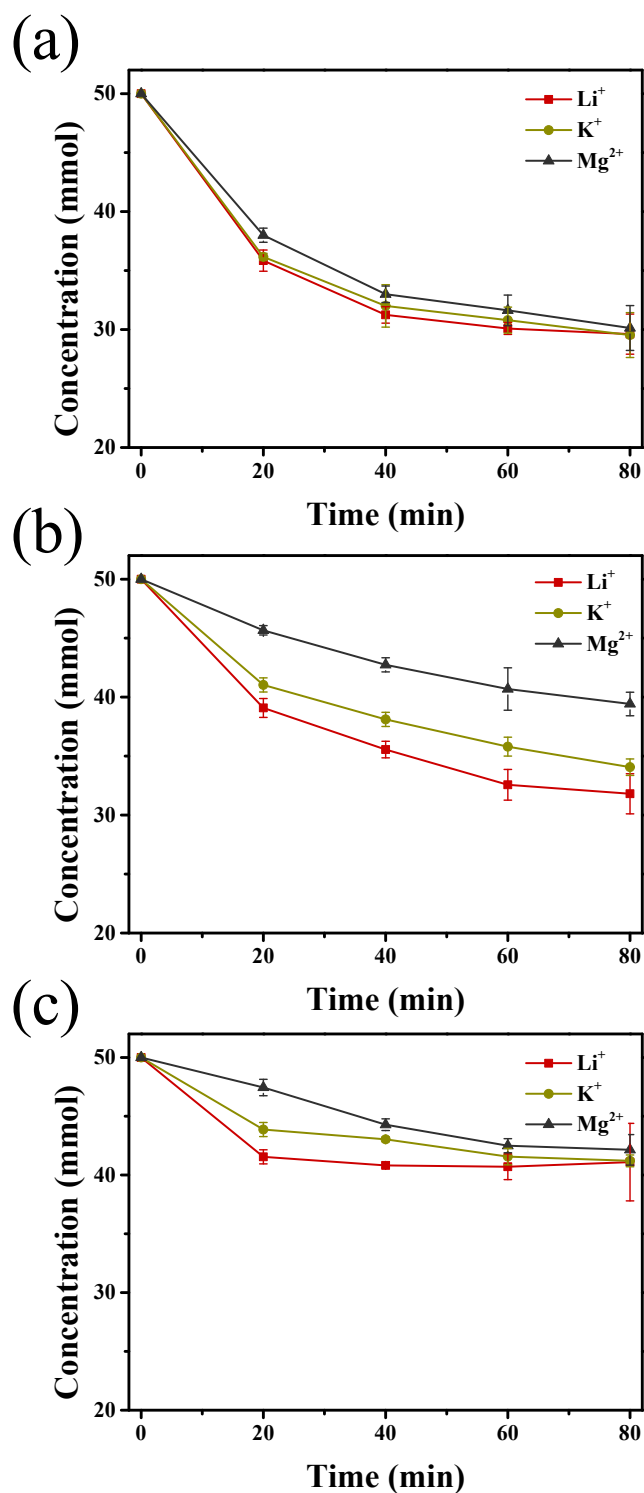 (a)
Concentration (mmol)
50
40
30
20
Li⁺
K⁺
Mg²⁺
0 20 40 60 80
Time (min)
(b)
Concentration (mmol)
50
40
30
20
Li⁺
K⁺
Mg²⁺
0 20 40 60 80
Time (min)
(c)
Concentration (mmol)
50
40
30
20
Li⁺
K⁺
Mg²⁺
0 20 40 60 80
Time (min)